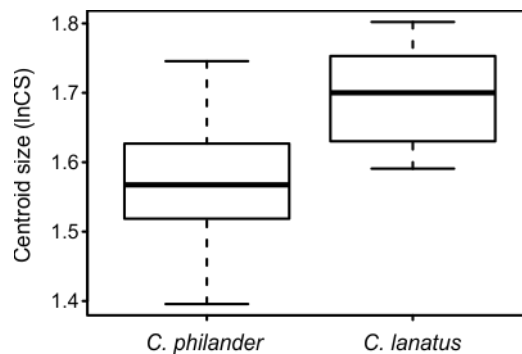 Centroid size (lnCS)
1.8
1.7
1.6
1.5
1.4
C. philander
C. lanatus